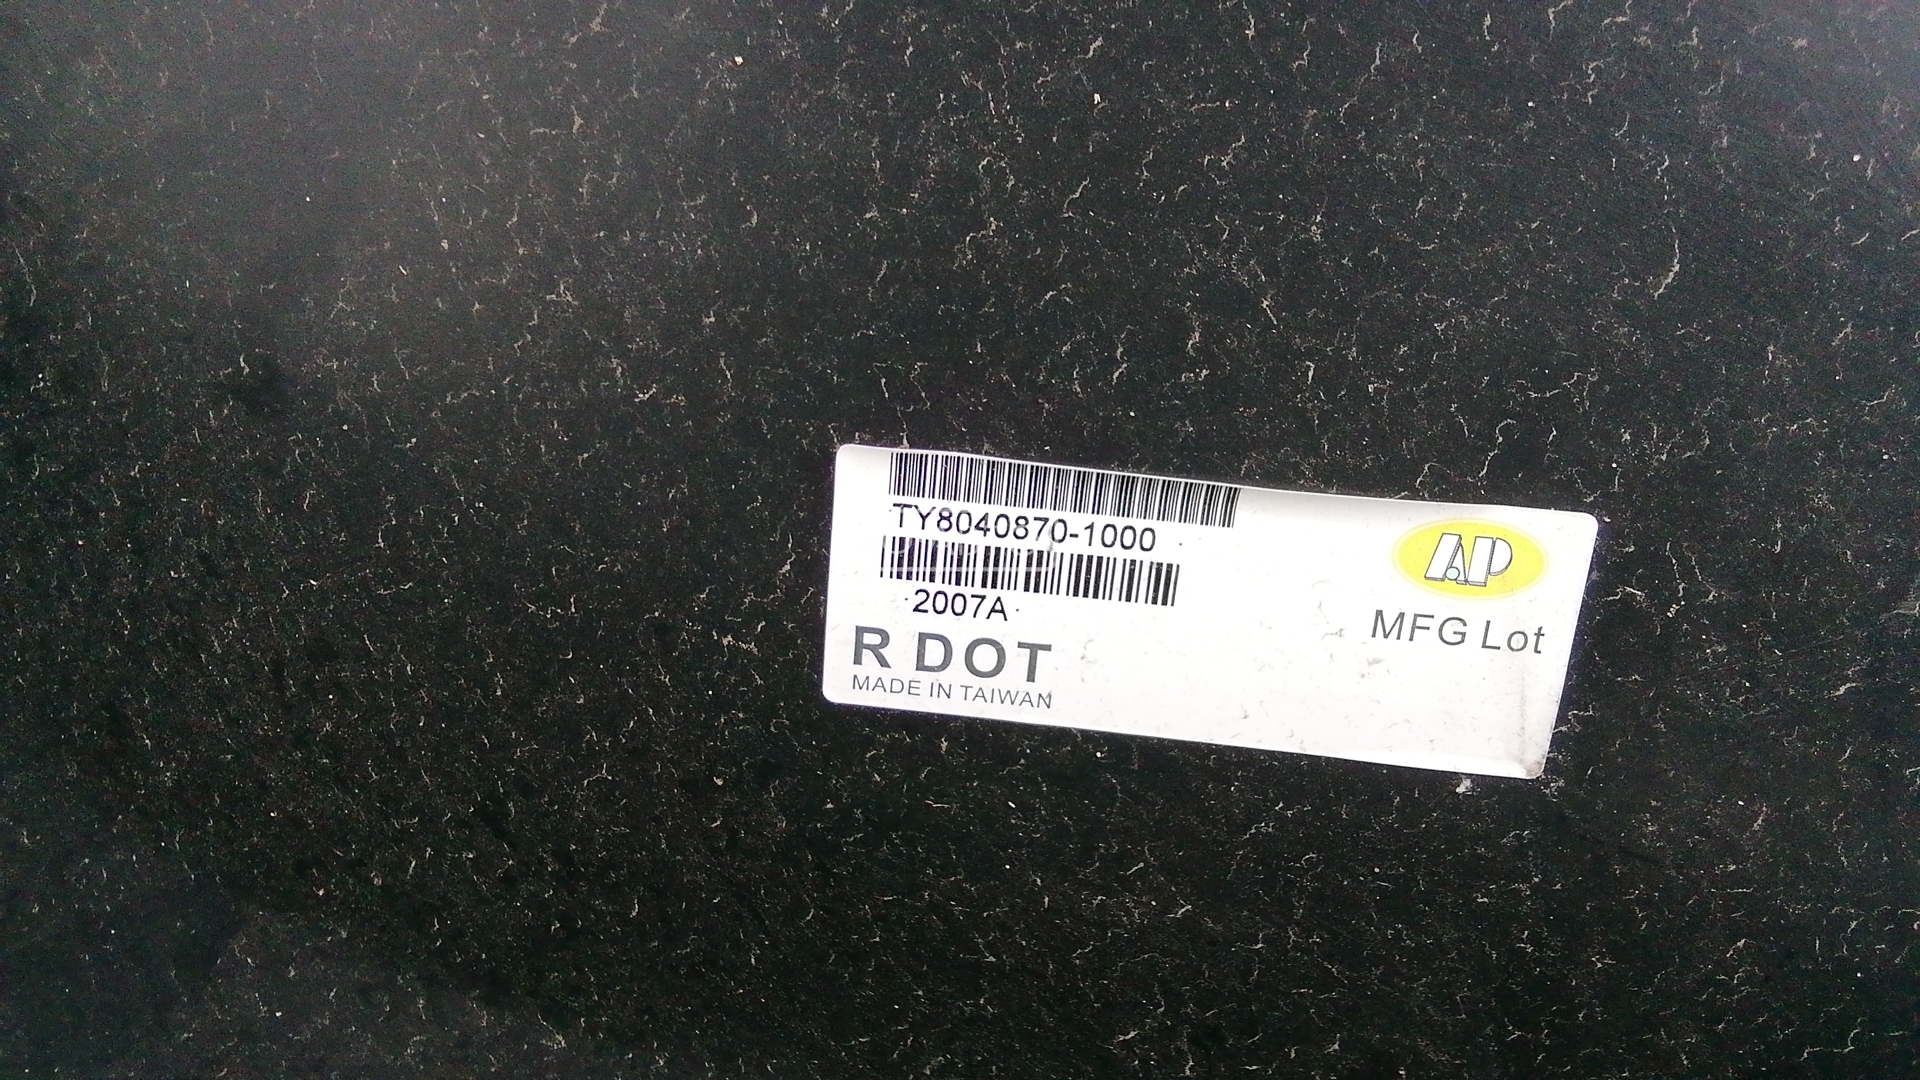 TY8040870-1000
2007A
R DOT
MADE IN TAIWAN
AP
MFG Lot